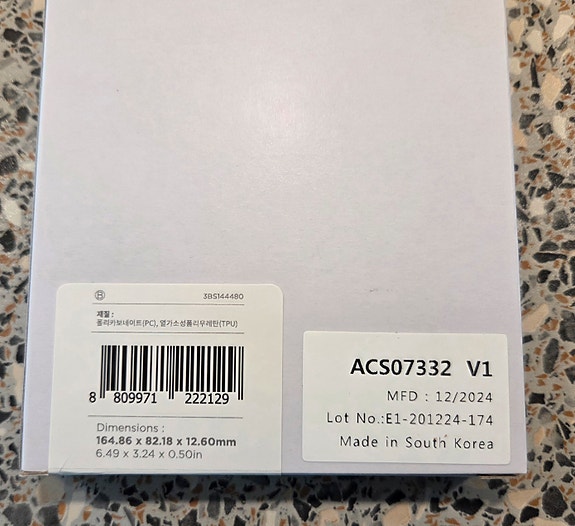 B 3BS144480
재질 :
폴리카보네이트(PC), 열가소성폴리우레탄(TPU)
8 809971 222129
Dimensions :
164.86 x 82.18 x 12.60mm
6.49 x 3.24 x 0.50in
ACS07332 V1
MFD : 12/2024
Lot No.:E1-201224-174
Made in South Korea